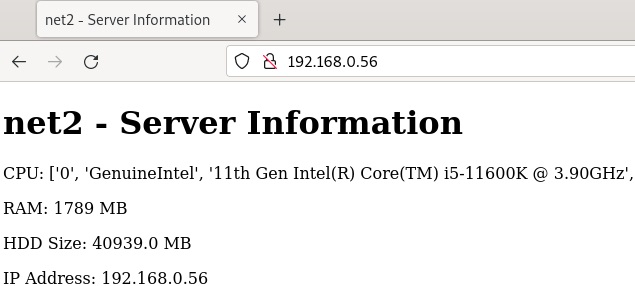 net2 - Server Information
192.168.0.56
net2 - Server Information
CPU: ['0', 'GenuineIntel', '11th Gen Intel(R) Core(TM) i5-11600K @ 3.90GHz',
RAM: 1789 MB
HDD Size: 40939.0 MB
IP Address: 192.168.0.56